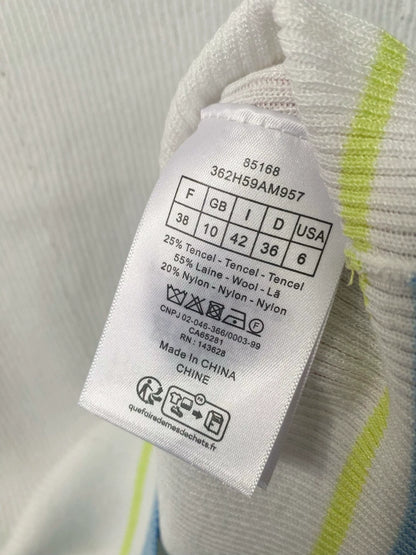 85168
362H59AM957
F GB I D USA
38 10 42 36 6
25% Tencel - Tencel - Tencel
55% Laine - Wool - Lã
20% Nylon - Nylon - Nylon
F
CNPJ 02-046-366/0003-99
CA65281
RN : 143628
Made In CHINA
CHINE
quefairedemesdechets.fr